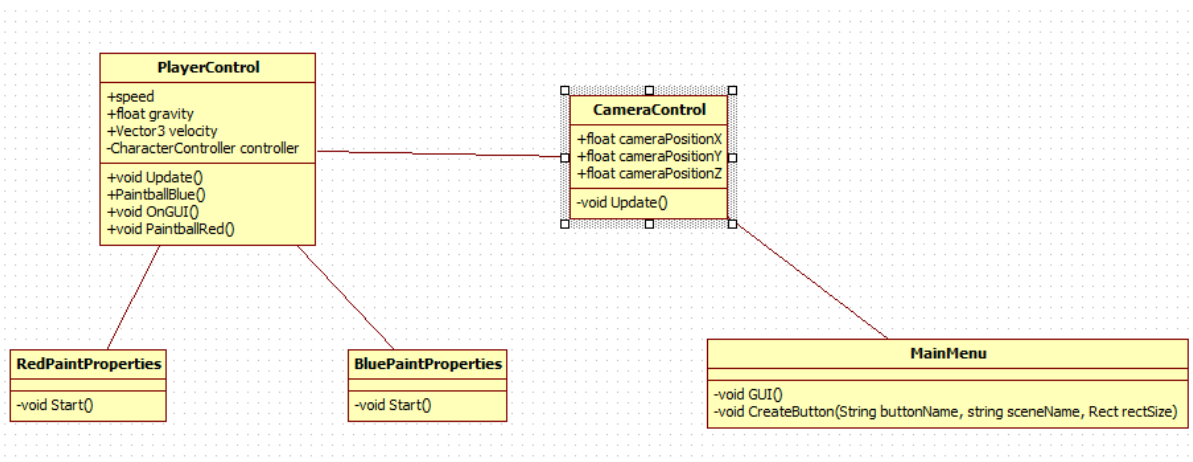 PlayerControl
+speed
+float gravity
+Vector3 velocity
-CharacterController controller
+void Update()
+PaintballBlue()
+void OnGUI()
+void PaintballRed()
CameraControl
+float cameraPositionX
+float cameraPositionY
+float cameraPositionZ
-void Update()
RedPaintProperties
-void Start()
BluePaintProperties
-void Start()
MainMenu
-void GUI()
-void CreateButton(String buttonName, string sceneName, Rect rectSize)